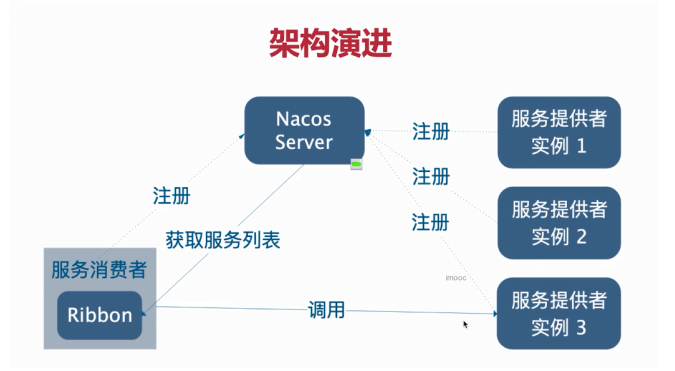 架构演进
Nacos
Server
注册
服务提供者
实例 1
注册
服务提供者
实例 2
注册
注册
获取服务列表
服务消费者
Ribbon
imooc
调用
服务提供者
实例 3